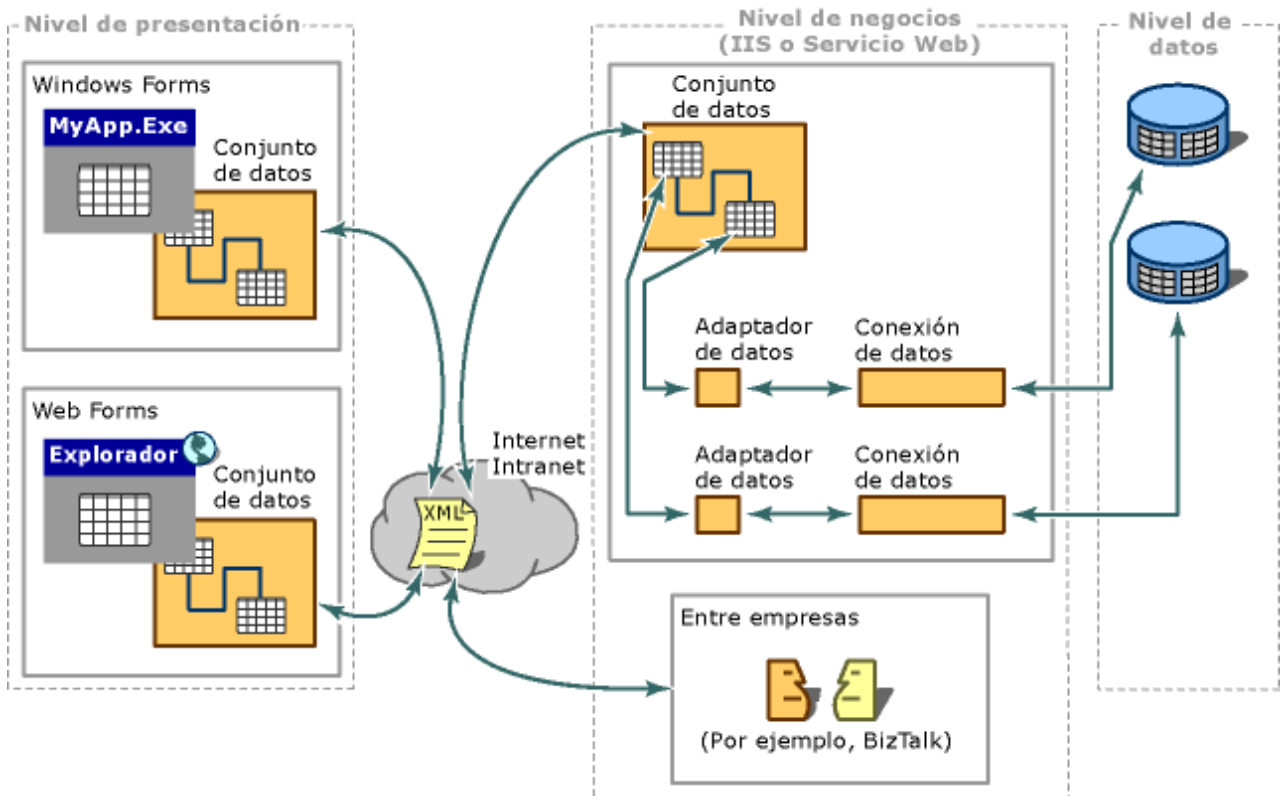 Nivel de presentación
Windows Forms
MyApp.Exe
Conjunto
de datos
Web Forms
Explorador
Conjunto
de datos
Internet
Intranet
XML
Nivel de negocios
(IIS o Servicio Web)
Conjunto
de datos
Adaptador
de datos
Conexión
de datos
Adaptador
de datos
Conexión
de datos
Entre empresas
(Por ejemplo, BizTalk)
Nivel de
datos